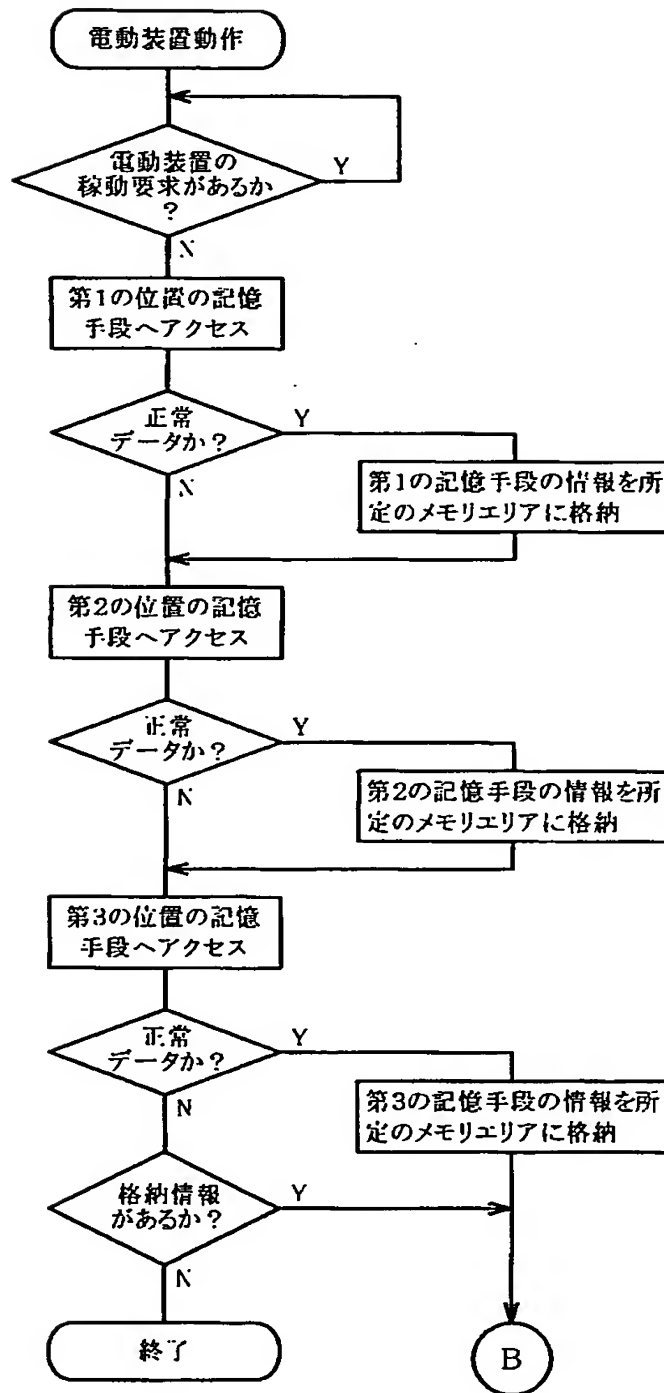 電動装置動作
電動装置の
稼動要求があるか
?
Y
N
第1の位置の記憶
手段へアクセス
正常
データか?
Y
N
第1の記憶手段の情報を所
定のメモリエリアに格納
第2の位置の記憶
手段へアクセス
正常
データか?
Y
N
第2の記憶手段の情報を所
定のメモリエリアに格納
第3の位置の記憶
手段へアクセス
正常
データか?
Y
N
第3の記憶手段の情報を所
定のメモリエリアに格納
格納情報
があるか?
Y
N
終了
B